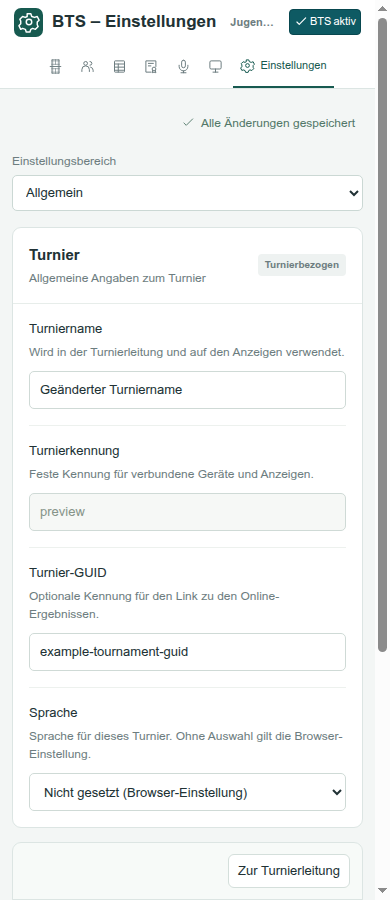 BTS – Einstellungen
Jugen...
BTS aktiv
Einstellungen
Alle Änderungen gespeichert
Einstellungsbereich
Allgemein
Turnier
Allgemeine Angaben zum Turnier
Turnierbezogen
Turniername
Wird in der Turnierleitung und auf den Anzeigen verwendet.
Geänderter Turniername
Turnierkennung
Feste Kennung für verbundene Geräte und Anzeigen.
preview
Turnier-GUID
Optionale Kennung für den Link zu den Online-
Ergebnissen.
example-tournament-guid
Sprache
Sprache für dieses Turnier. Ohne Auswahl gilt die Browser-
Einstellung.
Nicht gesetzt (Browser-Einstellung)
Zur Turnierleitung